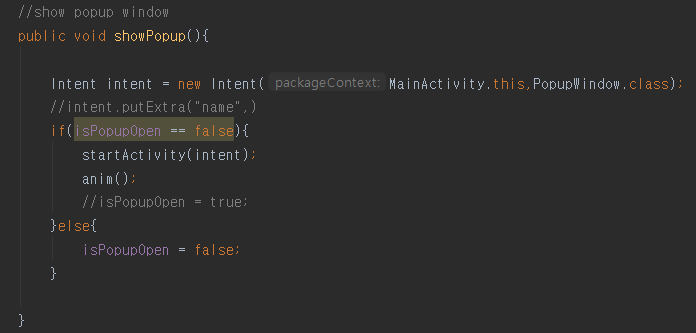 //show popup window
public void showPopup(){
Intent intent = new Intent( packageContext: MainActivity.this,PopupWindow.class);
//intent.putExtra("name",)
if(isPopupOpen == false){
startActivity(intent);
anim();
//isPopupOpen = true;
}else{
isPopupOpen = false;
}
}